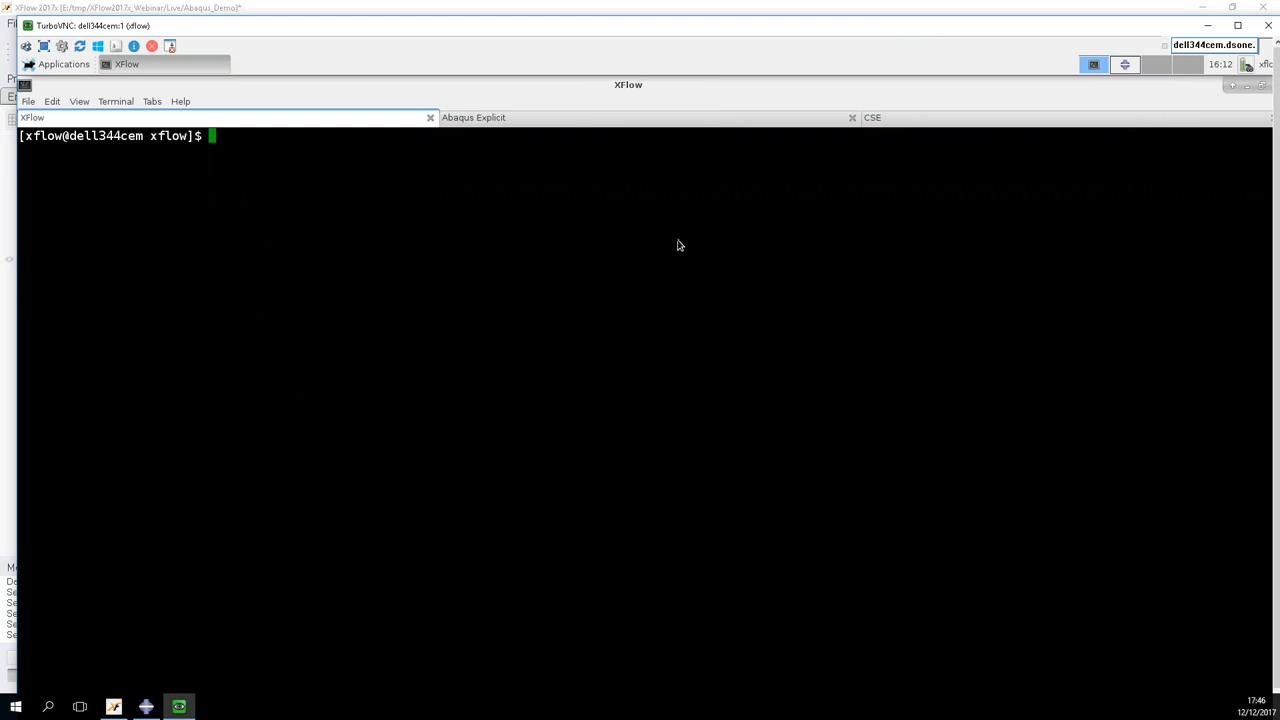 XFlow 2017x [E:/tmp/XFlow2017x_Webinar/Live/Abaqus_Demo]*
TurboVNC: dell344cem:1 (xflow)
dell344cem.dsone.
Applications
XFlow
16:12
xflc
XFlow
File Edit View Terminal Tabs Help
XFlow
Abaqus Explicit
CSE
[xflow@dell344cem xflow]$
17:46
12/12/2017